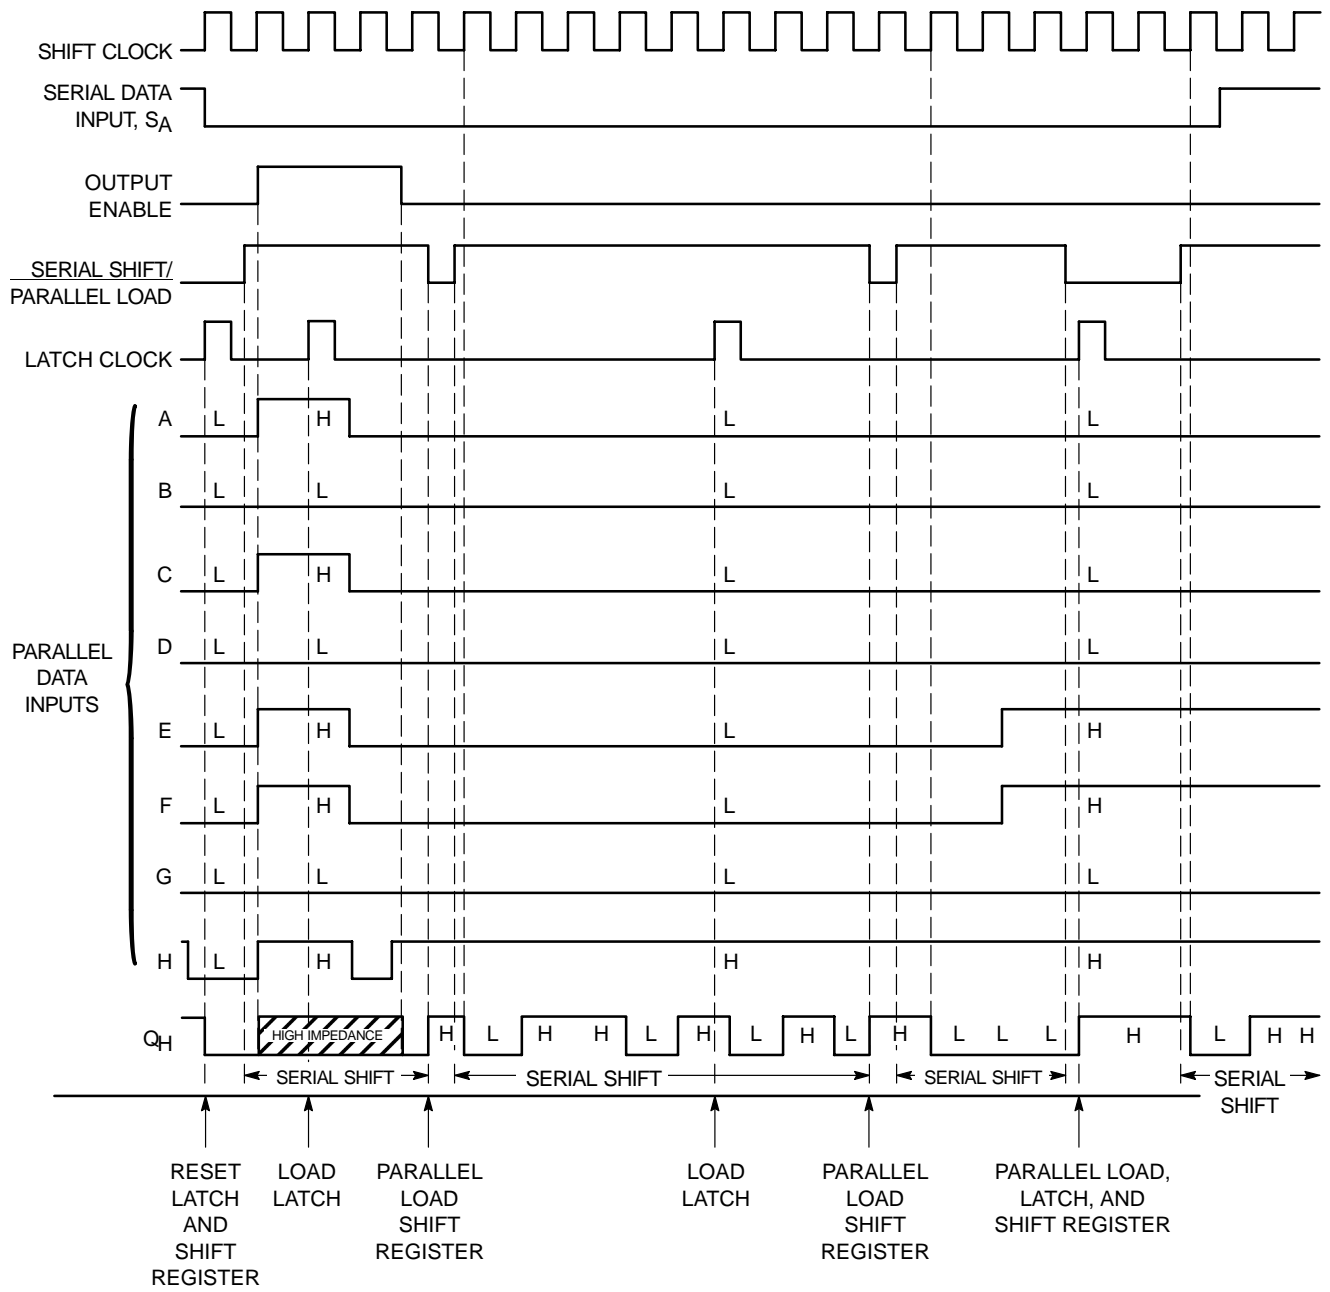 SHIFT CLOCK
SERIAL DATA
INPUT, SA
OUTPUT
ENABLE
SERIAL SHIFT/
PARALLEL LOAD
LATCH CLOCK
PARALLEL
DATA
INPUTS
A L H L L
B L L L L
C L H L L
D L L L L
E L H L H
F L H L H
G L L L L
H L H H H
QH HIGH IMPEDANCE H L H H L H L H L H L L L H L H H
SERIAL SHIFT SERIAL SHIFT SERIAL SHIFT SERIAL
SHIFT
RESET
LATCH
AND
SHIFT
REGISTER
LOAD
LATCH
PARALLEL
LOAD
SHIFT
REGISTER
LOAD
LATCH
PARALLEL
LOAD
SHIFT
REGISTER
PARALLEL LOAD,
LATCH, AND
SHIFT REGISTER